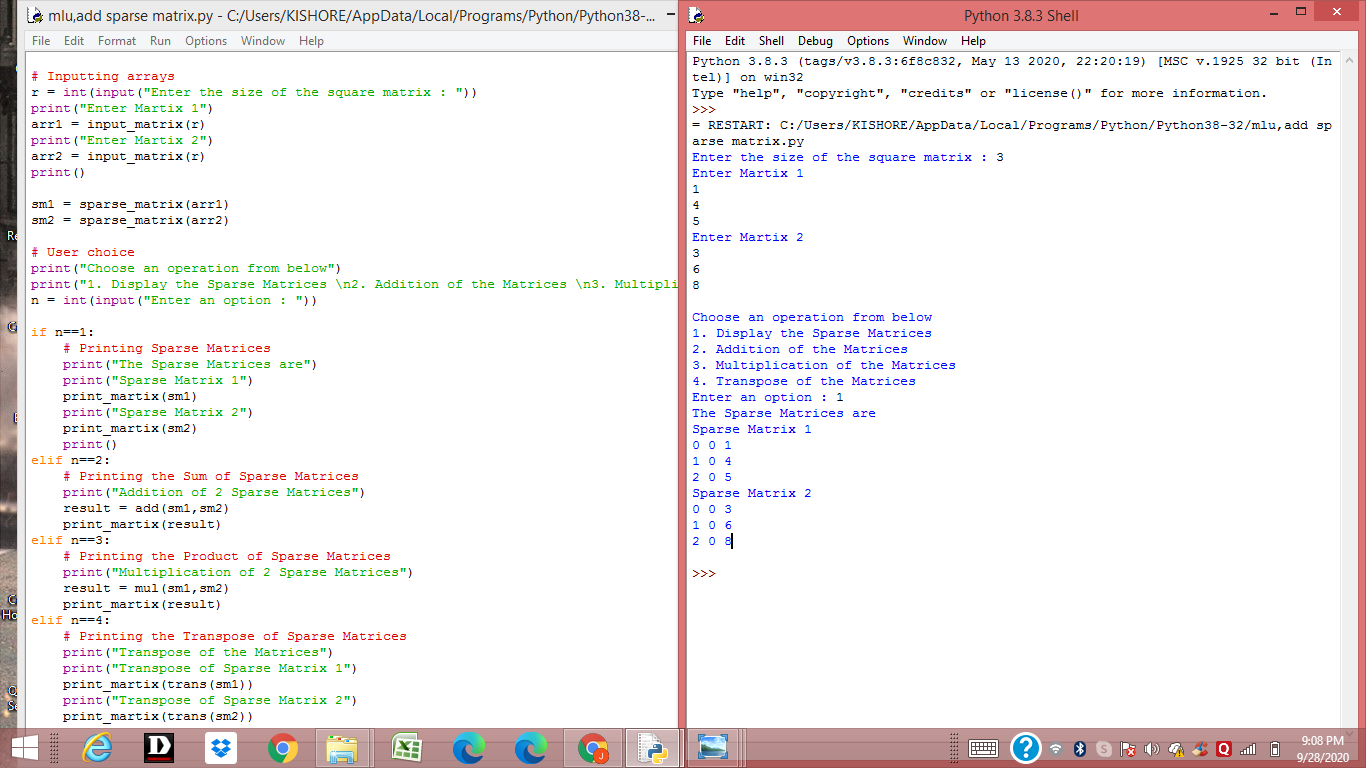 mlu,add sparse matrix.py - C:/Users/KISHORE/AppData/Local/Programs/Python/Python38-...
File Edit Format Run Options Window Help
# Inputting arrays
r = int(input("Enter the size of the square matrix : "))
print("Enter Martix 1")
arr1 = input_matrix(r)
print("Enter Martix 2")
arr2 = input_matrix(r)
print()
sm1 = sparse_matrix(arr1)
sm2 = sparse_matrix(arr2)
# User choice
print("Choose an operation from below")
print("1. Display the Sparse Matrices \n2. Addition of the Matrices \n3. Multipli
n = int(input("Enter an option : "))
if n==1:
# Printing Sparse Matrices
print("The Sparse Matrices are")
print("Sparse Matrix 1")
print_martix(sm1)
print("Sparse Matrix 2")
print_martix(sm2)
print()
elif n==2:
# Printing the Sum of Sparse Matrices
print("Addition of 2 Sparse Matrices")
result = add(sm1,sm2)
print_martix(result)
elif n==3:
# Printing the Product of Sparse Matrices
print("Multiplication of 2 Sparse Matrices")
result = mul(sm1,sm2)
print_martix(result)
elif n==4:
# Printing the Transpose of Sparse Matrices
print("Transpose of the Matrices")
print("Transpose of Sparse Matrix 1")
print_martix(trans(sm1))
print("Transpose of Sparse Matrix 2")
print_martix(trans(sm2))
Python 3.8.3 Shell
File Edit Shell Debug Options Window Help
Python 3.8.3 (tags/v3.8.3:6f8c832, May 13 2020, 22:20:19) [MSC v.1925 32 bit (In
tel)] on win32
Type "help", "copyright", "credits" or "license()" for more information.
>>>
= RESTART: C:/Users/KISHORE/AppData/Local/Programs/Python/Python38-32/mlu,add sp
arse matrix.py
Enter the size of the square matrix : 3
Enter Martix 1
1
4
5
Enter Martix 2
3
6
8
Choose an operation from below
1. Display the Sparse Matrices
2. Addition of the Matrices
3. Multiplication of the Matrices
4. Transpose of the Matrices
Enter an option : 1
The Sparse Matrices are
Sparse Matrix 1
0 0 1
1 0 4
2 0 5
Sparse Matrix 2
0 0 3
1 0 6
2 0 8
>>>
9:08 PM
9/28/2020